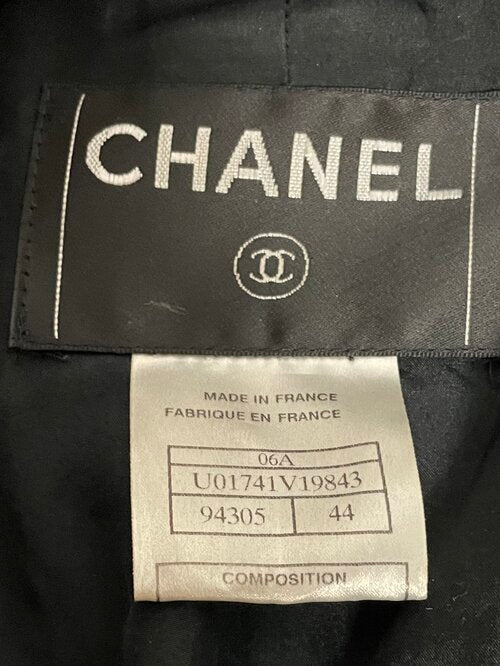 CHANEL
MADE IN FRANCE
FABRIQUE EN FRANCE
06A
U01741V19843
94305 44
COMPOSITION